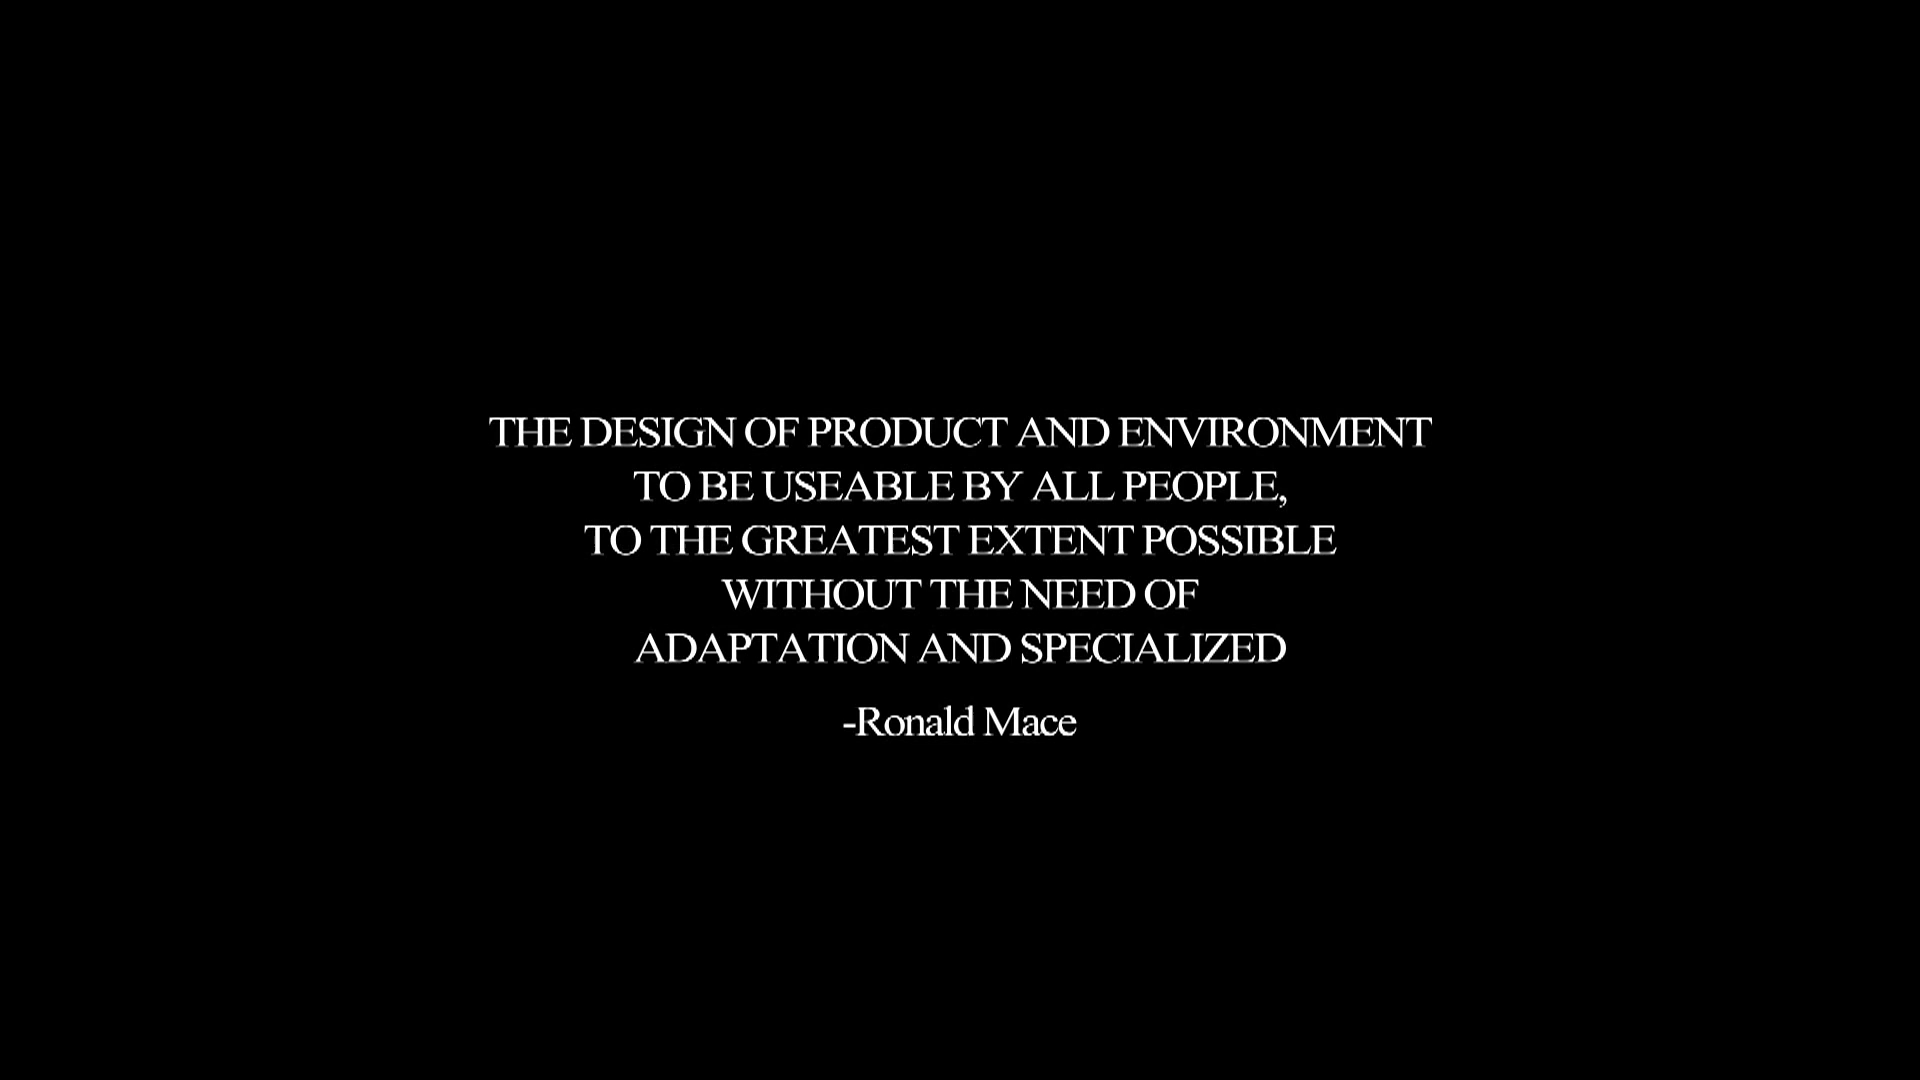 THE DESIGN OF PRODUCT AND ENVIRONMENT
TO BE USEABLE BY ALL PEOPLE,
TO THE GREATEST EXTENT POSSIBLE
WITHOUT THE NEED OF
ADAPTATION AND SPECIALIZED
-Ronald Mace